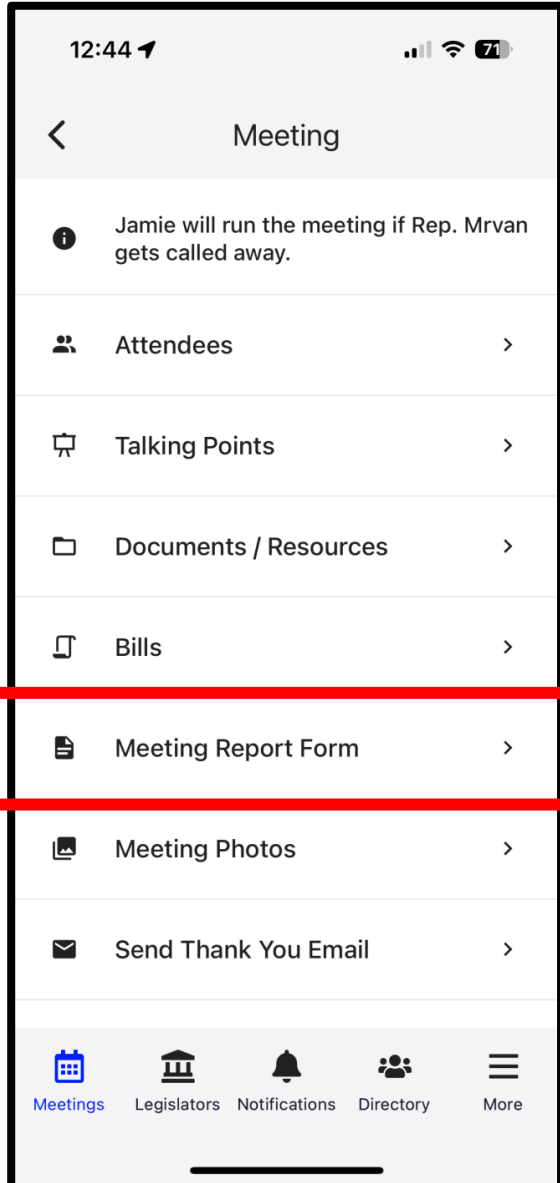 12:44
71
Meeting
Jamie will run the meeting if Rep. Mrvan
gets called away.
Attendees
Talking Points
Documents / Resources
Bills
Meeting Report Form
Meeting Photos
Send Thank You Email
Meetings Legislators Notifications Directory More